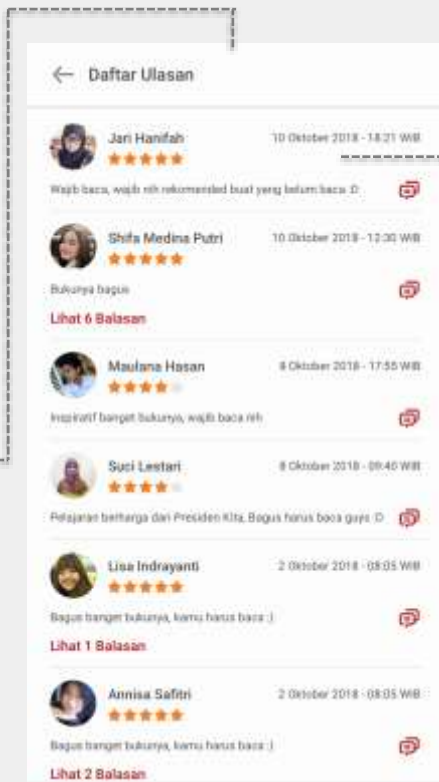 Daftar Ulasan
Jari Hanifah 10 Oktober 2018 - 18:21 WIB
Wajib baca, wajib nih rekomended buat yang belum baca :D
Shifa Medina Putri 10 Oktober 2018 - 12:30 WIB
Bukunya bagus
Lihat 6 Balasan
Maulana Hasan 8 Oktober 2018 - 17:55 WIB
Inspiratif banget bukunya, wajib baca nih
Suci Lestari 8 Oktober 2018 - 09:40 WIB
Pelajaran berharga dari Presiden Kita, Bagus harus baca guys :D
Lisa Indrayanti 2 Oktober 2018 - 08:05 WIB
Bagus banget bukunya, kamu harus baca :)
Lihat 1 Balasan
Annisa Safitri 2 Oktober 2018 - 08:05 WIB
Bagus banget bukunya, kamu harus baca :)
Lihat 2 Balasan